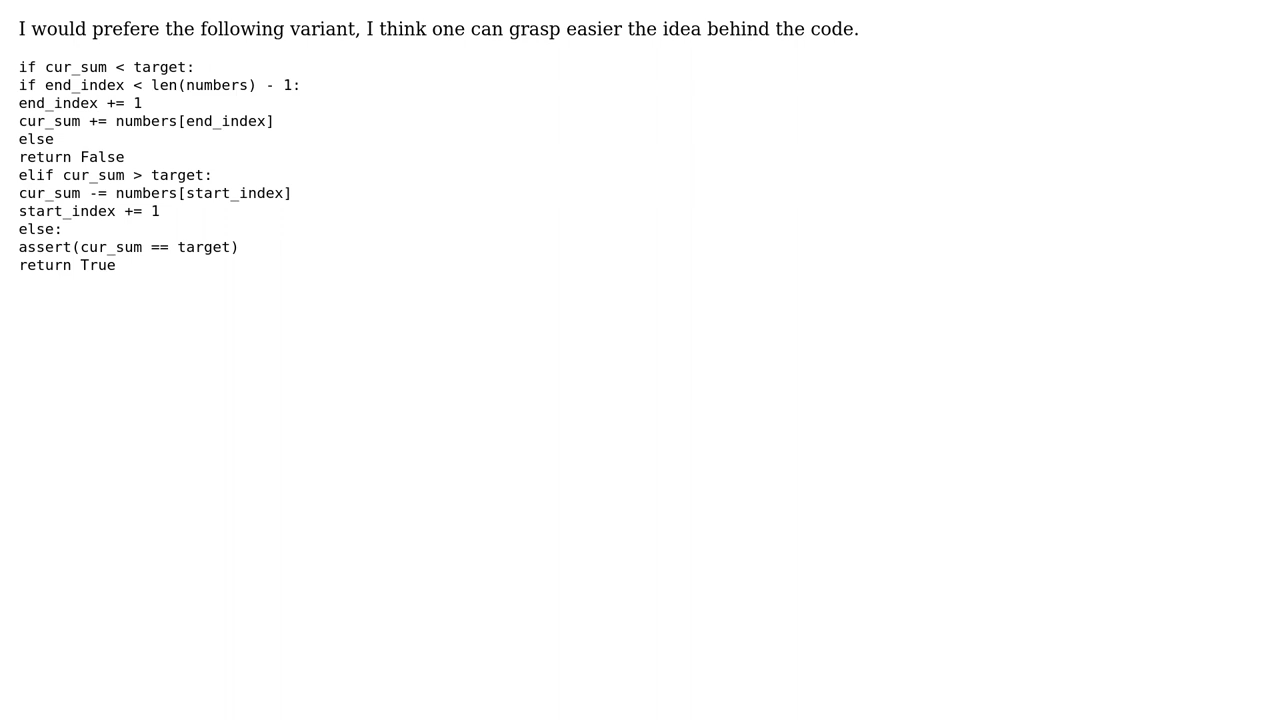 I would prefere the following variant, I think one can grasp easier the idea behind the code.
if cur_sum < target:
if end_index < len(numbers) - 1:
end_index += 1
cur_sum += numbers[end_index]
else
return False
elif cur_sum > target:
cur_sum -= numbers[start_index]
start_index += 1
else:
assert(cur_sum == target)
return True